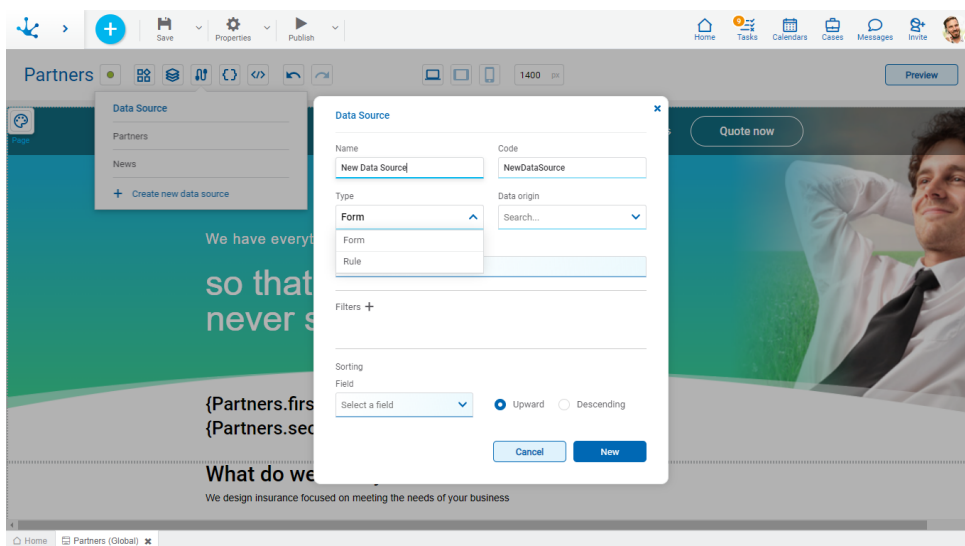 Save
Properties
Publish
Home
9
Tasks
Calendars
Cases
Messages
Invite
Partners
1400 px
Preview
Data Source
Partners
News
+ Create new data source
Page
Quote now
Data Source
Name
Code
New Data Source
NewDataSource
Type
Data origin
Form
Search...
Form
Rule
Filters +
Sorting
Field
Select a field
Upward
Descending
Cancel
New
We have everyt
so that
never s
{Partners.firs
{Partners.sec
What do we
We design insurance focused on meeting the needs of your business
Home
Partners (Global)